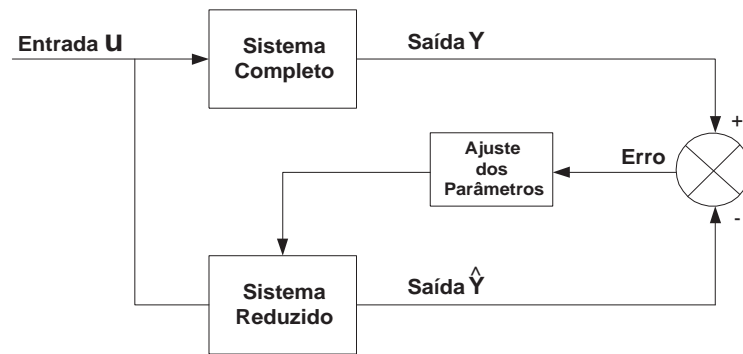 Entrada u
Sistema
Completo
Saída Y
+
Ajuste
dos
Parâmetros
Erro
-
Sistema
Reduzido
Saída Ŷ